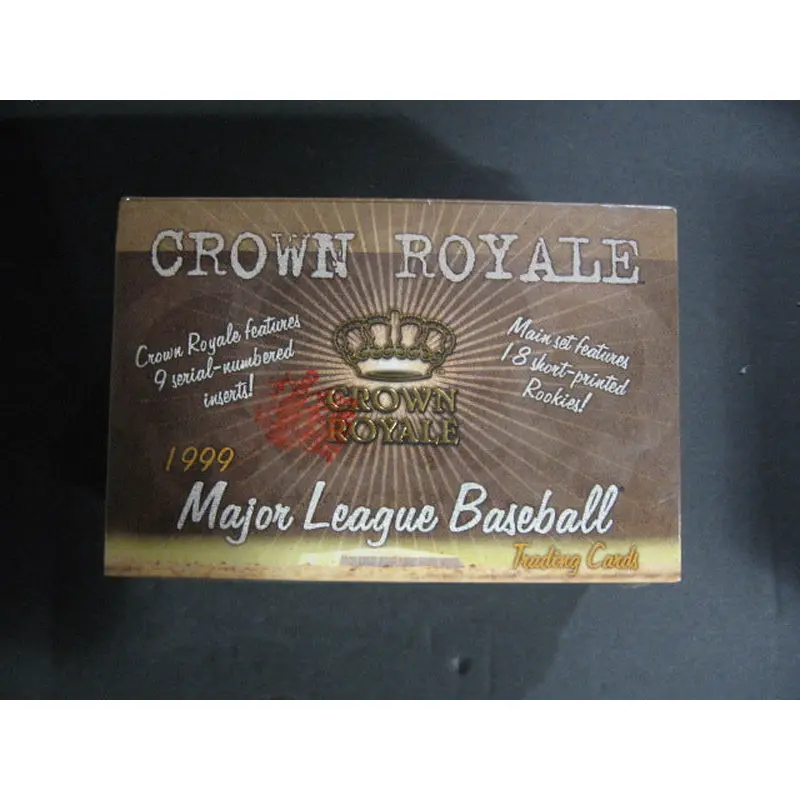 CROWN ROYALE
Crown Royale features
9 serial-numbered
inserts!
Main set features
18 short-printed
Rookies!
CROWN
ROYALE
1999
Major League Baseball
Trading Cards